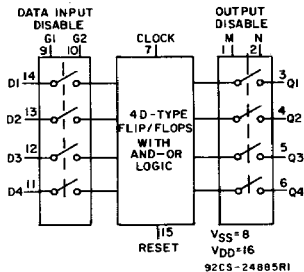 DATA INPUT DISABLE
OUTPUT DISABLE
G1 G2
CLOCK
M N
9 10
7
1 2
D1 14
3 Q1
D2 13
4 Q2
D3 12
5 Q3
D4 11
6 Q4
4 D-TYPE
FLIP/FLOPS
WITH
AND-OR
LOGIC
15
RESET
VSS=8
VDD=16
92CS-24885R1